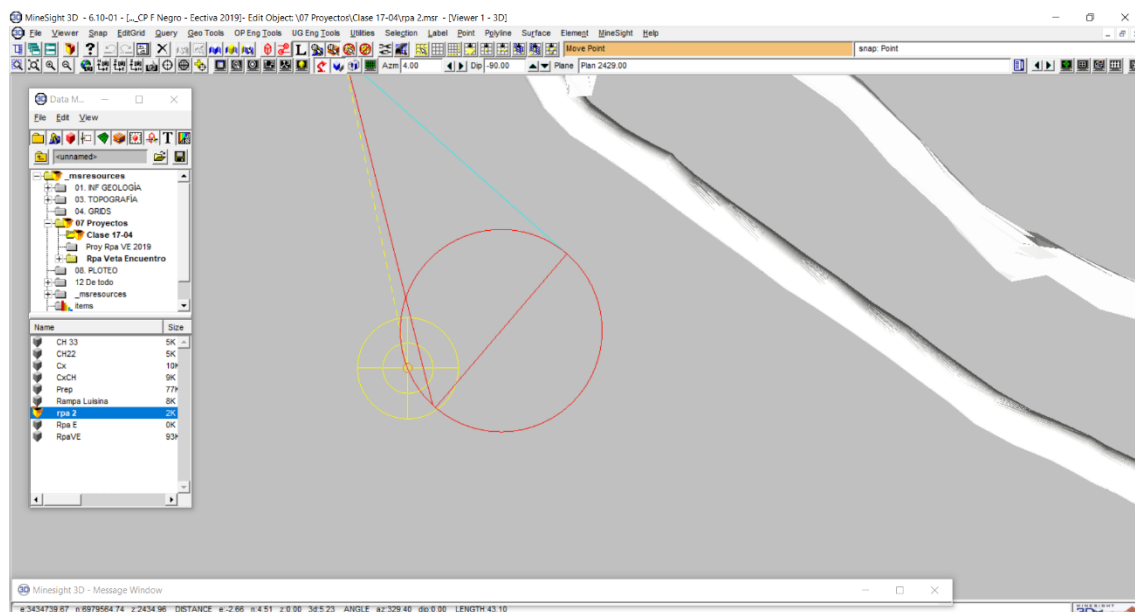 MineSight 3D - 6.10-01 - [..._CP F Negro - Eectiva 2019]- Edit Object: \07 Proyectos\Clase 17-04\rpa 2.msr - [Viewer 1 - 3D]
File Viewer Snap EditGrid Query Geo Tools OP Eng Tools UG Eng Tools Utilities Selection Label Point Polyline Surface Element MineSight Help
Move Point snap: Point
Azm 4.00 Dip -90.00 Plane Plan 2429.00
Data M...
File Edit View
<unnamed>
_msresources
01. INF GEOLOGÍA
03. TOPOGRAFÍA
04. GRIDS
07 Proyectos
Clase 17-04
Proy Rpa VE 2019
Rpa Veta Encuentro
08. PLOTEO
12 De todo
_msresources
items
Name Size
CH 33 5K
CH22 5K
Cx
CxCH 9K
Prep
Rampa Luisina 8K
rpa 2 2K
Rpa E 0K
RpaVE
Minesight 3D - Message Window
e:3434739.67 n:6979564.74 z:2434.96 DISTANCE e:-2.66 n:4.51 z:0.00 3d:5.23 ANGLE az:329.40 dip:0.00 LENGTH 43.10